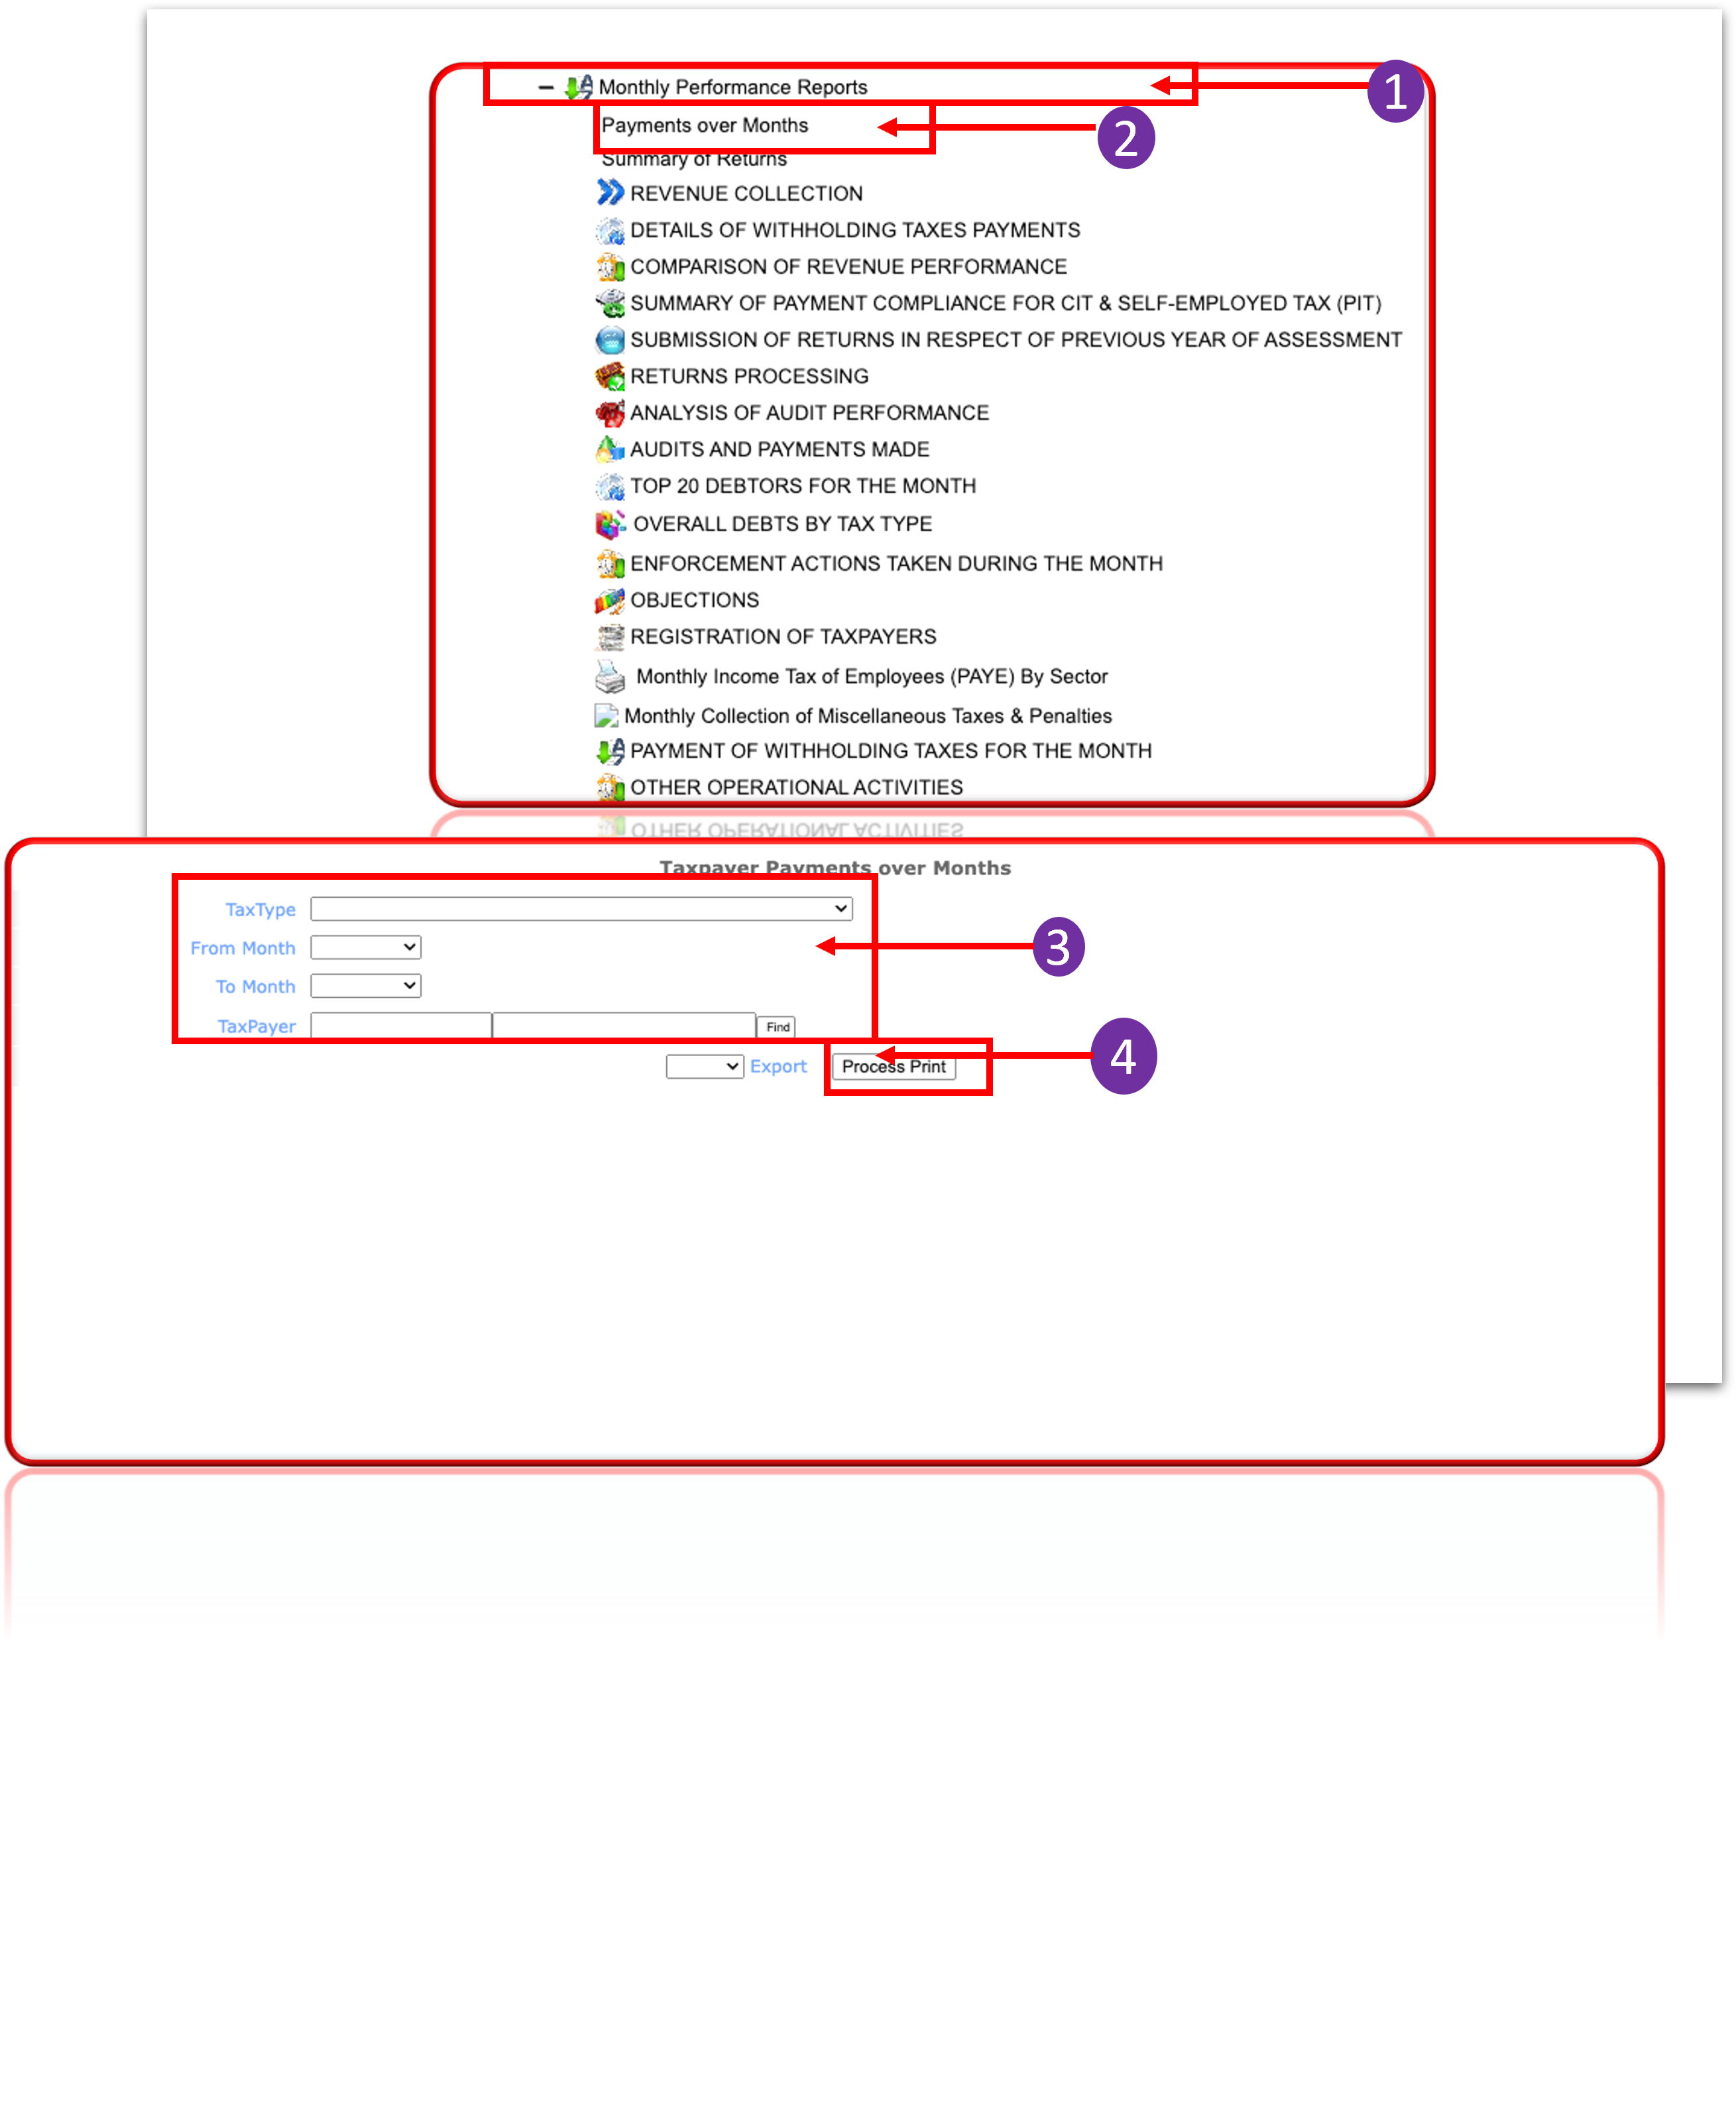 Monthly Performance Reports
1
Payments over Months
2
Summary of Returns
REVENUE COLLECTION
DETAILS OF WITHHOLDING TAXES PAYMENTS
COMPARISON OF REVENUE PERFORMANCE
SUMMARY OF PAYMENT COMPLIANCE FOR CIT & SELF-EMPLOYED TAX (PIT)
SUBMISSION OF RETURNS IN RESPECT OF PREVIOUS YEAR OF ASSESSMENT
RETURNS PROCESSING
ANALYSIS OF AUDIT PERFORMANCE
AUDITS AND PAYMENTS MADE
TOP 20 DEBTORS FOR THE MONTH
OVERALL DEBTS BY TAX TYPE
ENFORCEMENT ACTIONS TAKEN DURING THE MONTH
OBJECTIONS
REGISTRATION OF TAXPAYERS
Monthly Income Tax of Employees (PAYE) By Sector
Monthly Collection of Miscellaneous Taxes & Penalties
PAYMENT OF WITHHOLDING TAXES FOR THE MONTH
OTHER OPERATIONAL ACTIVITIES
OTHER OPERATIONAL ACTIVITIES
Taxpayer Payments over Months
TaxType
From Month
3
To Month
TaxPayer Find
Export Process Print
4